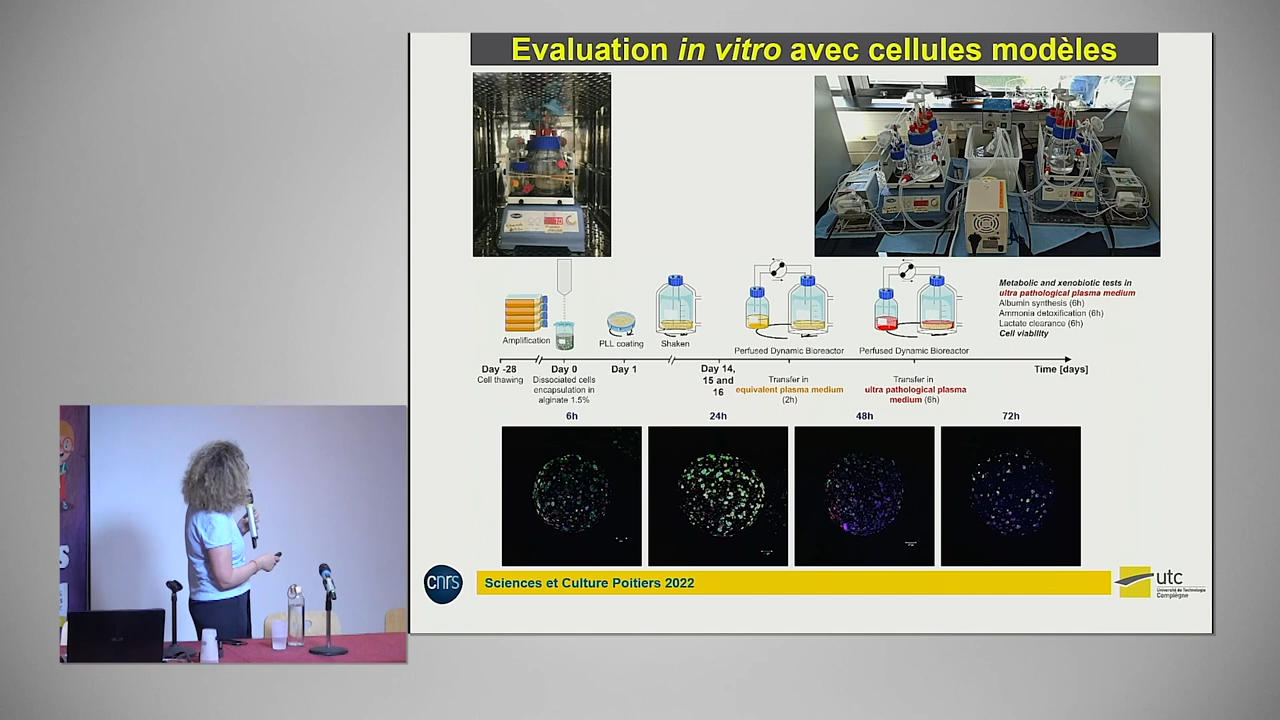 Evaluation in vitro avec cellules modèles
Metabolic and xenobiotic tests in
ultra pathological plasma medium
Albumin synthesis (6h)
Ammonia detoxification (6h)
Lactate clearance (6h)
Cell viability
Amplification
PLL coating
Shaken
Perfused Dynamic Bioreactor
Perfused Dynamic Bioreactor
Day -28
Cell thawing
Day 0
Dissociated cells
encapsulation in
alginate 1.5%
Day 1
Day 14,
15 and
16
Transfer in
equivalent plasma medium
(2h)
Transfer in
ultra pathological plasma
medium (6h)
Time [days]
6h
24h
48h
72h
cnrs
Sciences et Culture Poitiers 2022
utc
Université de Technologie
Compiègne